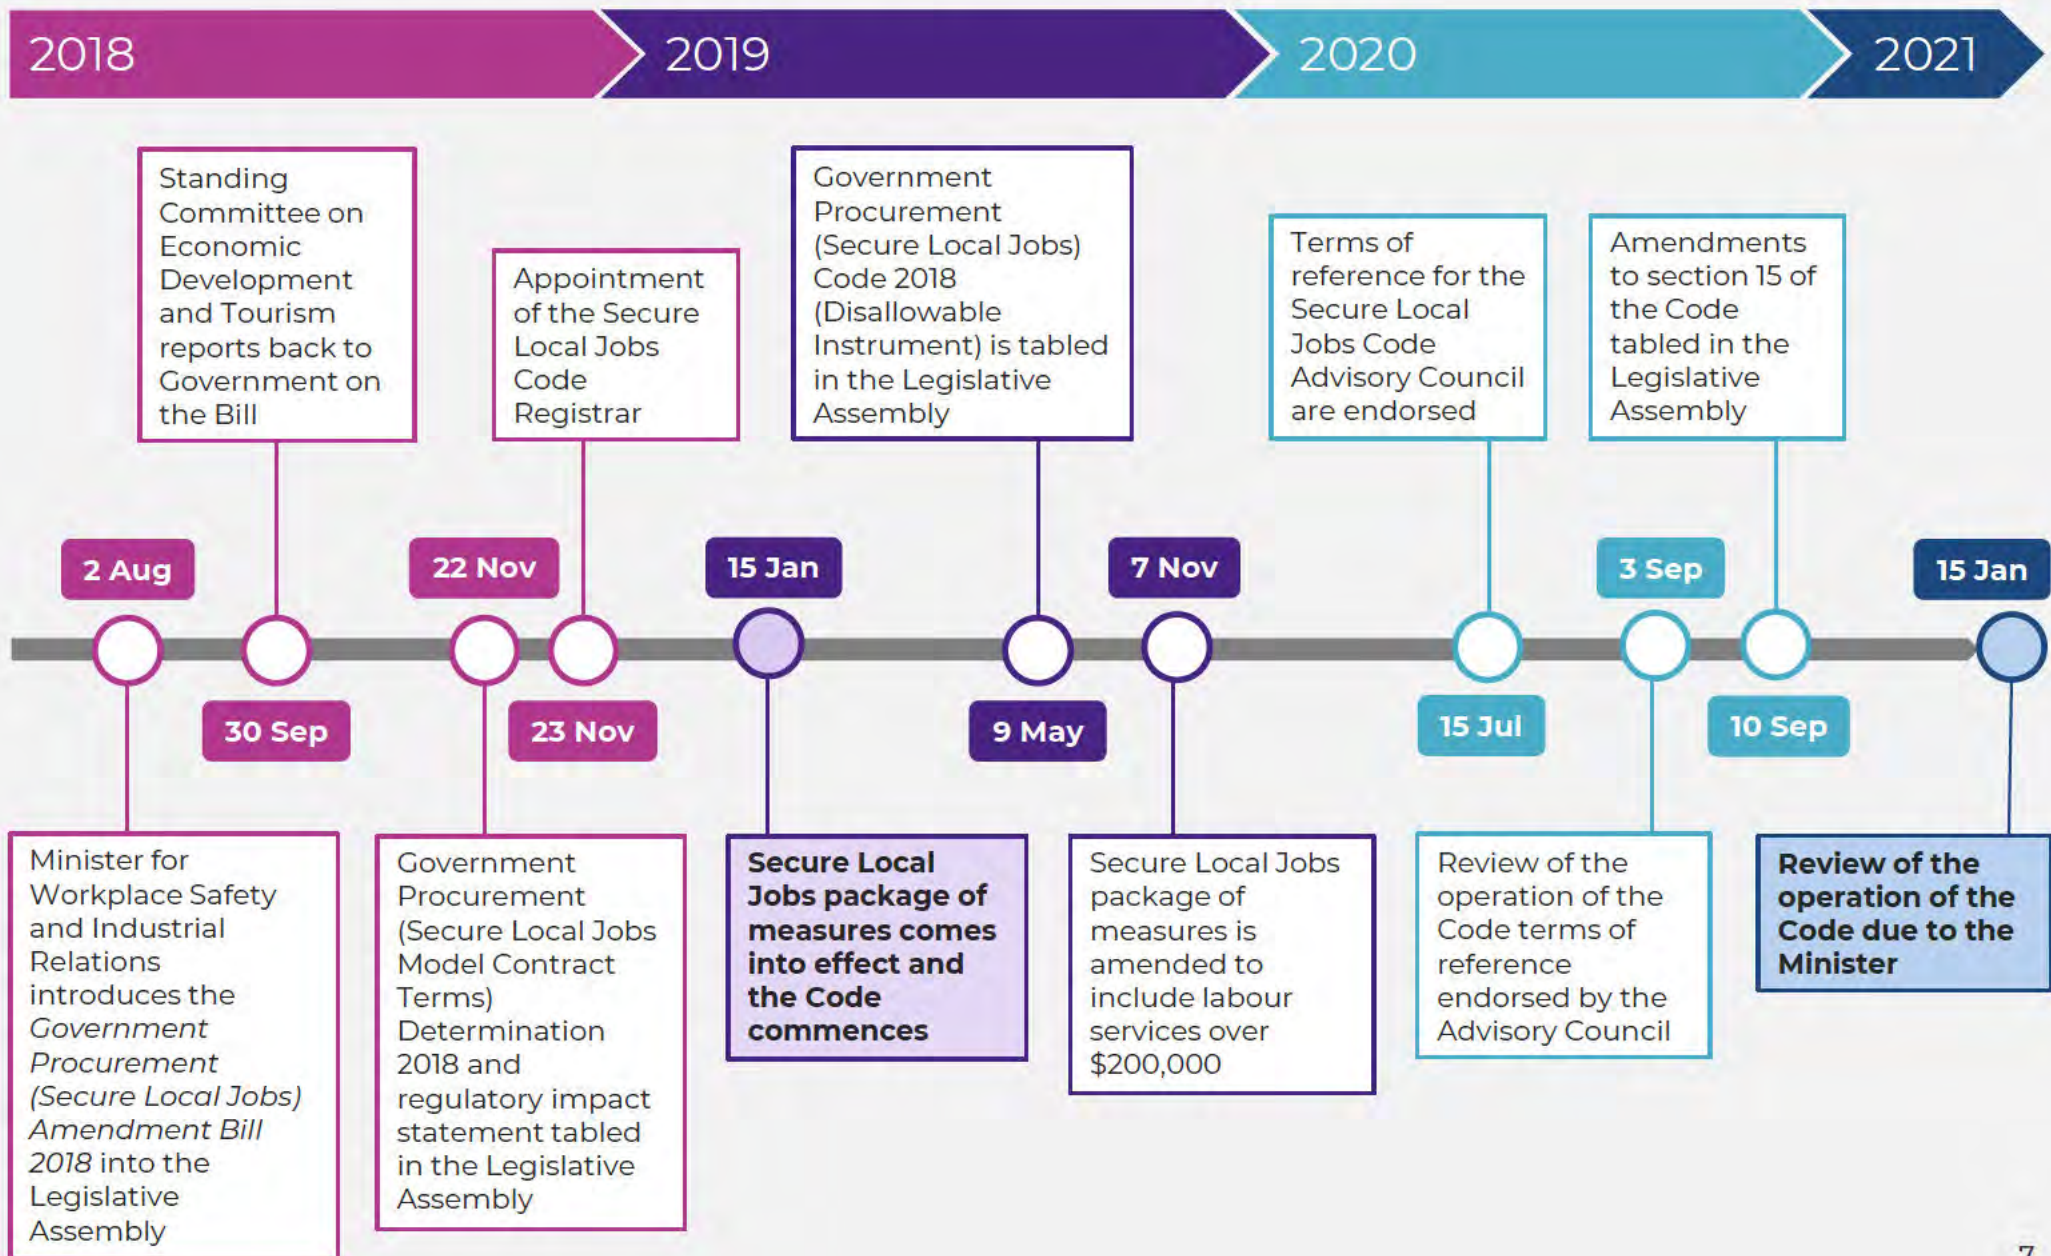 2018
2019
2020
2021
Standing
Committee on
Economic
Development
and Tourism
reports back to
Government on
the Bill
Appointment
of the Secure
Local Jobs
Code
Registrar
Government
Procurement
(Secure Local Jobs)
Code 2018
(Disallowable
Instrument) is tabled
in the Legislative
Assembly
Terms of
reference for the
Secure Local
Jobs Code
Advisory Council
are endorsed
Amendments
to section 15 of
the Code
tabled in the
Legislative
Assembly
2 Aug
22 Nov
15 Jan
7 Nov
3 Sep
15 Jan
30 Sep
23 Nov
9 May
15 Jul
10 Sep
Minister for
Workplace Safety
and Industrial
Relations
introduces the
Government
Procurement
(Secure Local Jobs)
Amendment Bill
2018 into the
Legislative
Assembly
Government
Procurement
(Secure Local Jobs
Model Contract
Terms)
Determination
2018 and
regulatory impact
statement tabled
in the Legislative
Assembly
Secure Local
Jobs package of
measures comes
into effect and
the Code
commences
Secure Local Jobs
package of
measures is
amended to
include labour
services over
$200,000
Review of the
operation of the
Code terms of
reference
endorsed by the
Advisory Council
Review of the
operation of the
Code due to the
Minister
7